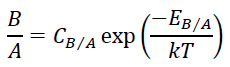 B/A = C_{B/A} exp(-E_{B/A}/kT)